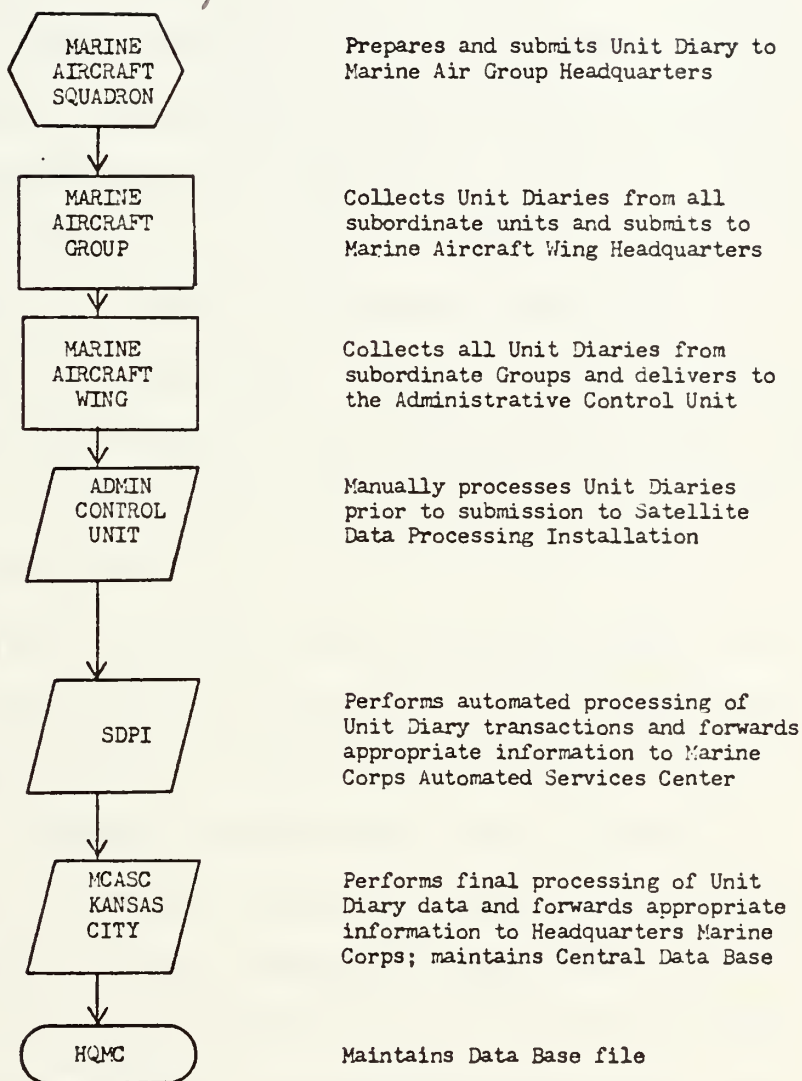 MARINE
AIRCRAFT
SQUADRON
Prepares and submits Unit Diary to
Marine Air Group Headquarters
MARINE
AIRCRAFT
GROUP
Collects Unit Diaries from all
subordinate units and submits to
Marine Aircraft Wing Headquarters
MARINE
AIRCRAFT
WING
Collects all Unit Diaries from
subordinate Groups and delivers to
the Administrative Control Unit
ADMIN
CONTROL
UNIT
Manually processes Unit Diaries
prior to submission to Satellite
Data Processing Installation
SDPI
Performs automated processing of
Unit Diary transactions and forwards
appropriate information to Marine
Corps Automated Services Center
MCASC
KANSAS
CITY
Performs final processing of Unit
Diary data and forwards appropriate
information to Headquarters Marine
Corps; maintains Central Data Base
HQMC
Maintains Data Base file